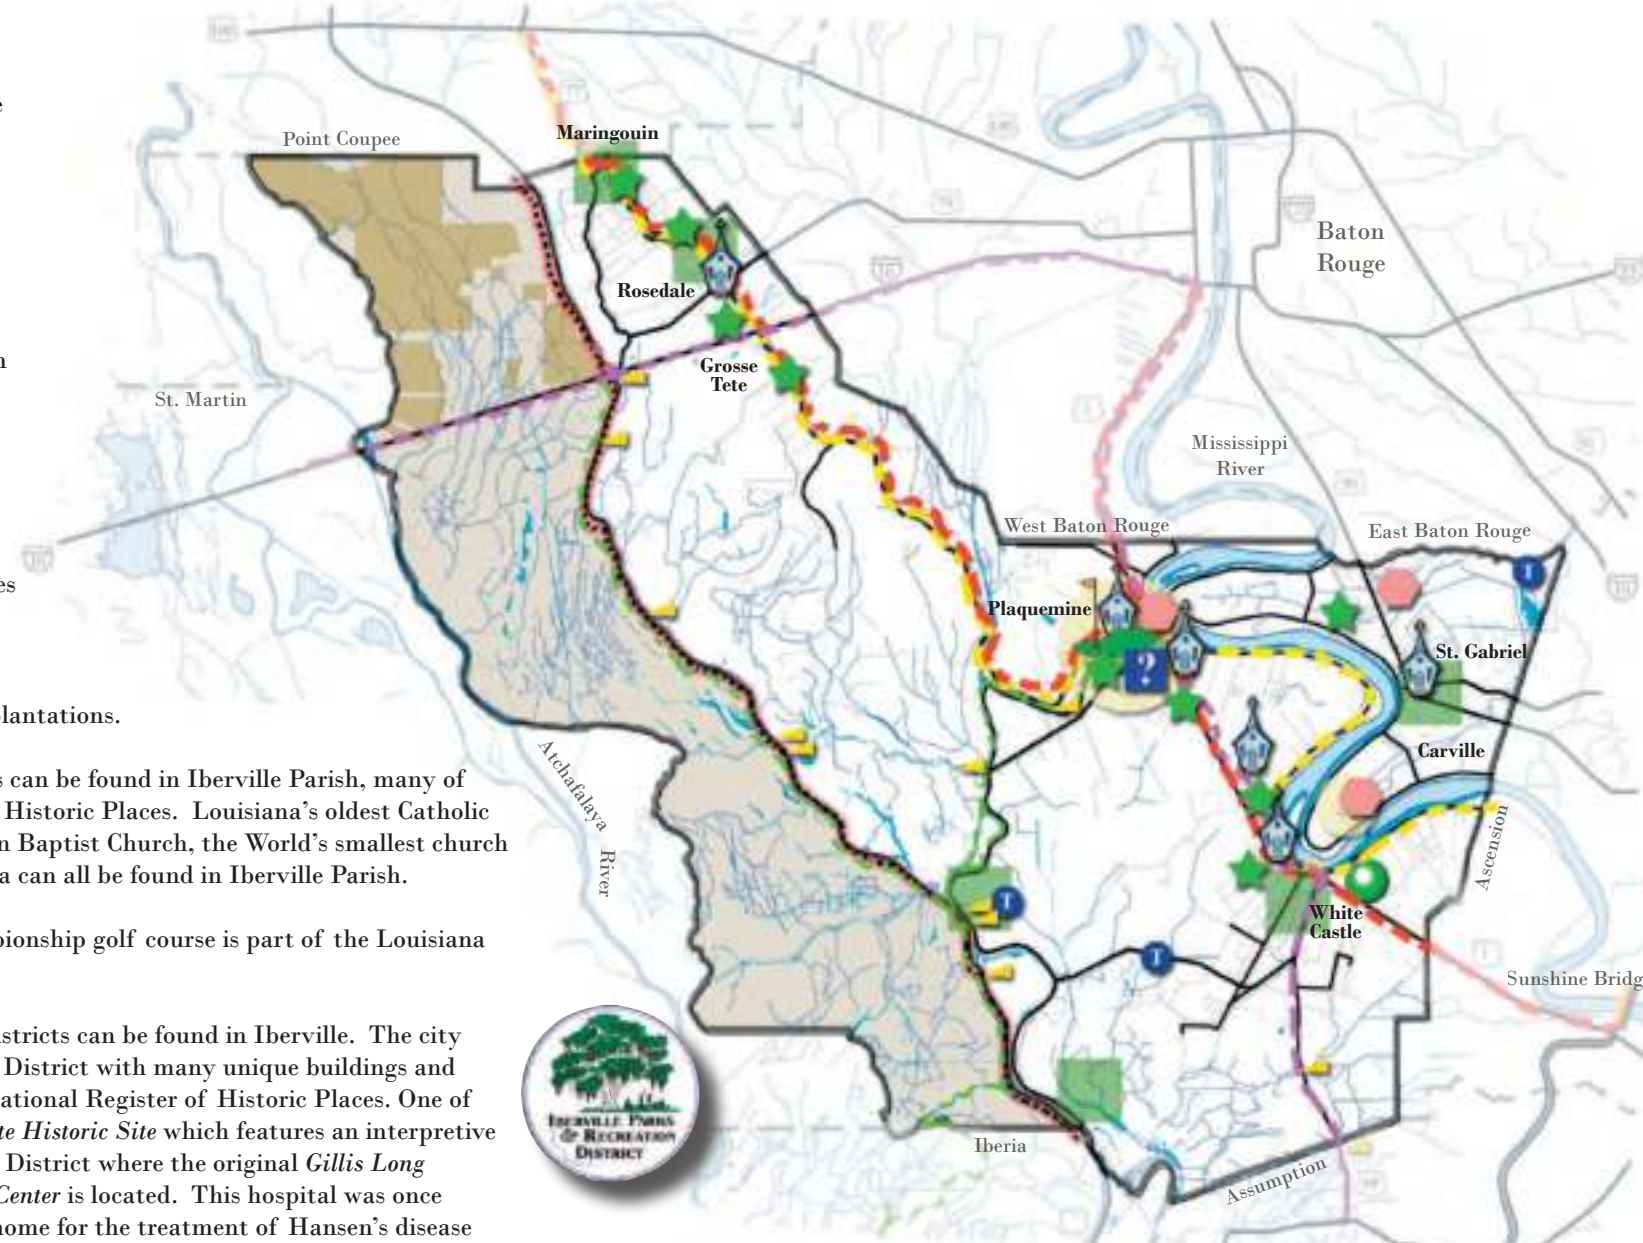 e
n
es
lantations.
s can be found in Iberville Parish, many of
Historic Places. Louisiana's oldest Catholic
n Baptist Church, the World's smallest church
a can all be found in Iberville Parish.
pionship golf course is part of the Louisiana
istricts can be found in Iberville. The city
District with many unique buildings and
ational Register of Historic Places. One of
te Historic Site which features an interpretive
District where the original Gillis Long
Center is located. This hospital was once
home for the treatment of Hansen's disease
Point Coupee
Maringouin
Rosedale
Grosse
Tete
St. Martin
Baton
Rouge
Mississippi
River
West Baton Rouge
East Baton Rouge
T
Plaquemine
?
St. Gabriel
Carville
Atchafalaya
River
T
T
White
Castle
Ascension
Sunshine Bridg
Iberia
Assumption
IBERVILLE PARKS
& RECREATION
DISTRICT